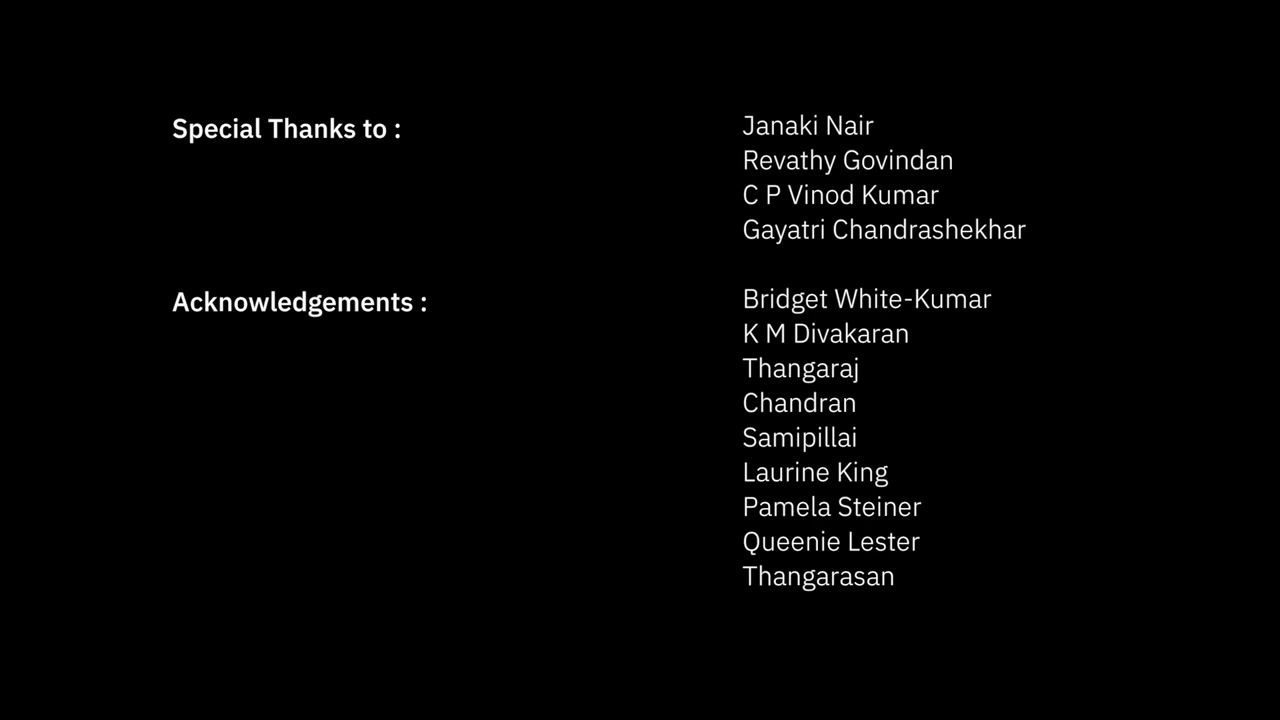 Special Thanks to :
Janaki Nair
Revathy Govindan
C P Vinod Kumar
Gayatri Chandrashekhar
Acknowledgements :
Bridget White-Kumar
K M Divakaran
Thangaraj
Chandran
Samipillai
Laurine King
Pamela Steiner
Queenie Lester
Thangarasan